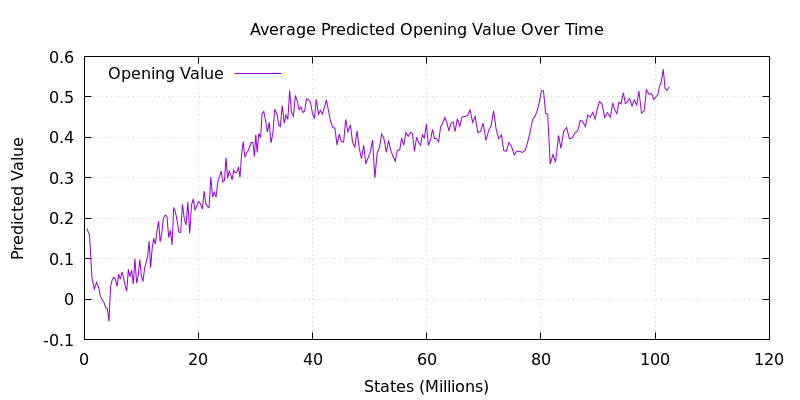 Average Predicted Opening Value Over Time
Opening Value
Predicted Value
0.6
0.5
0.4
0.3
0.2
0.1
0
-0.1
0 20 40 60 80 100 120
States (Millions)